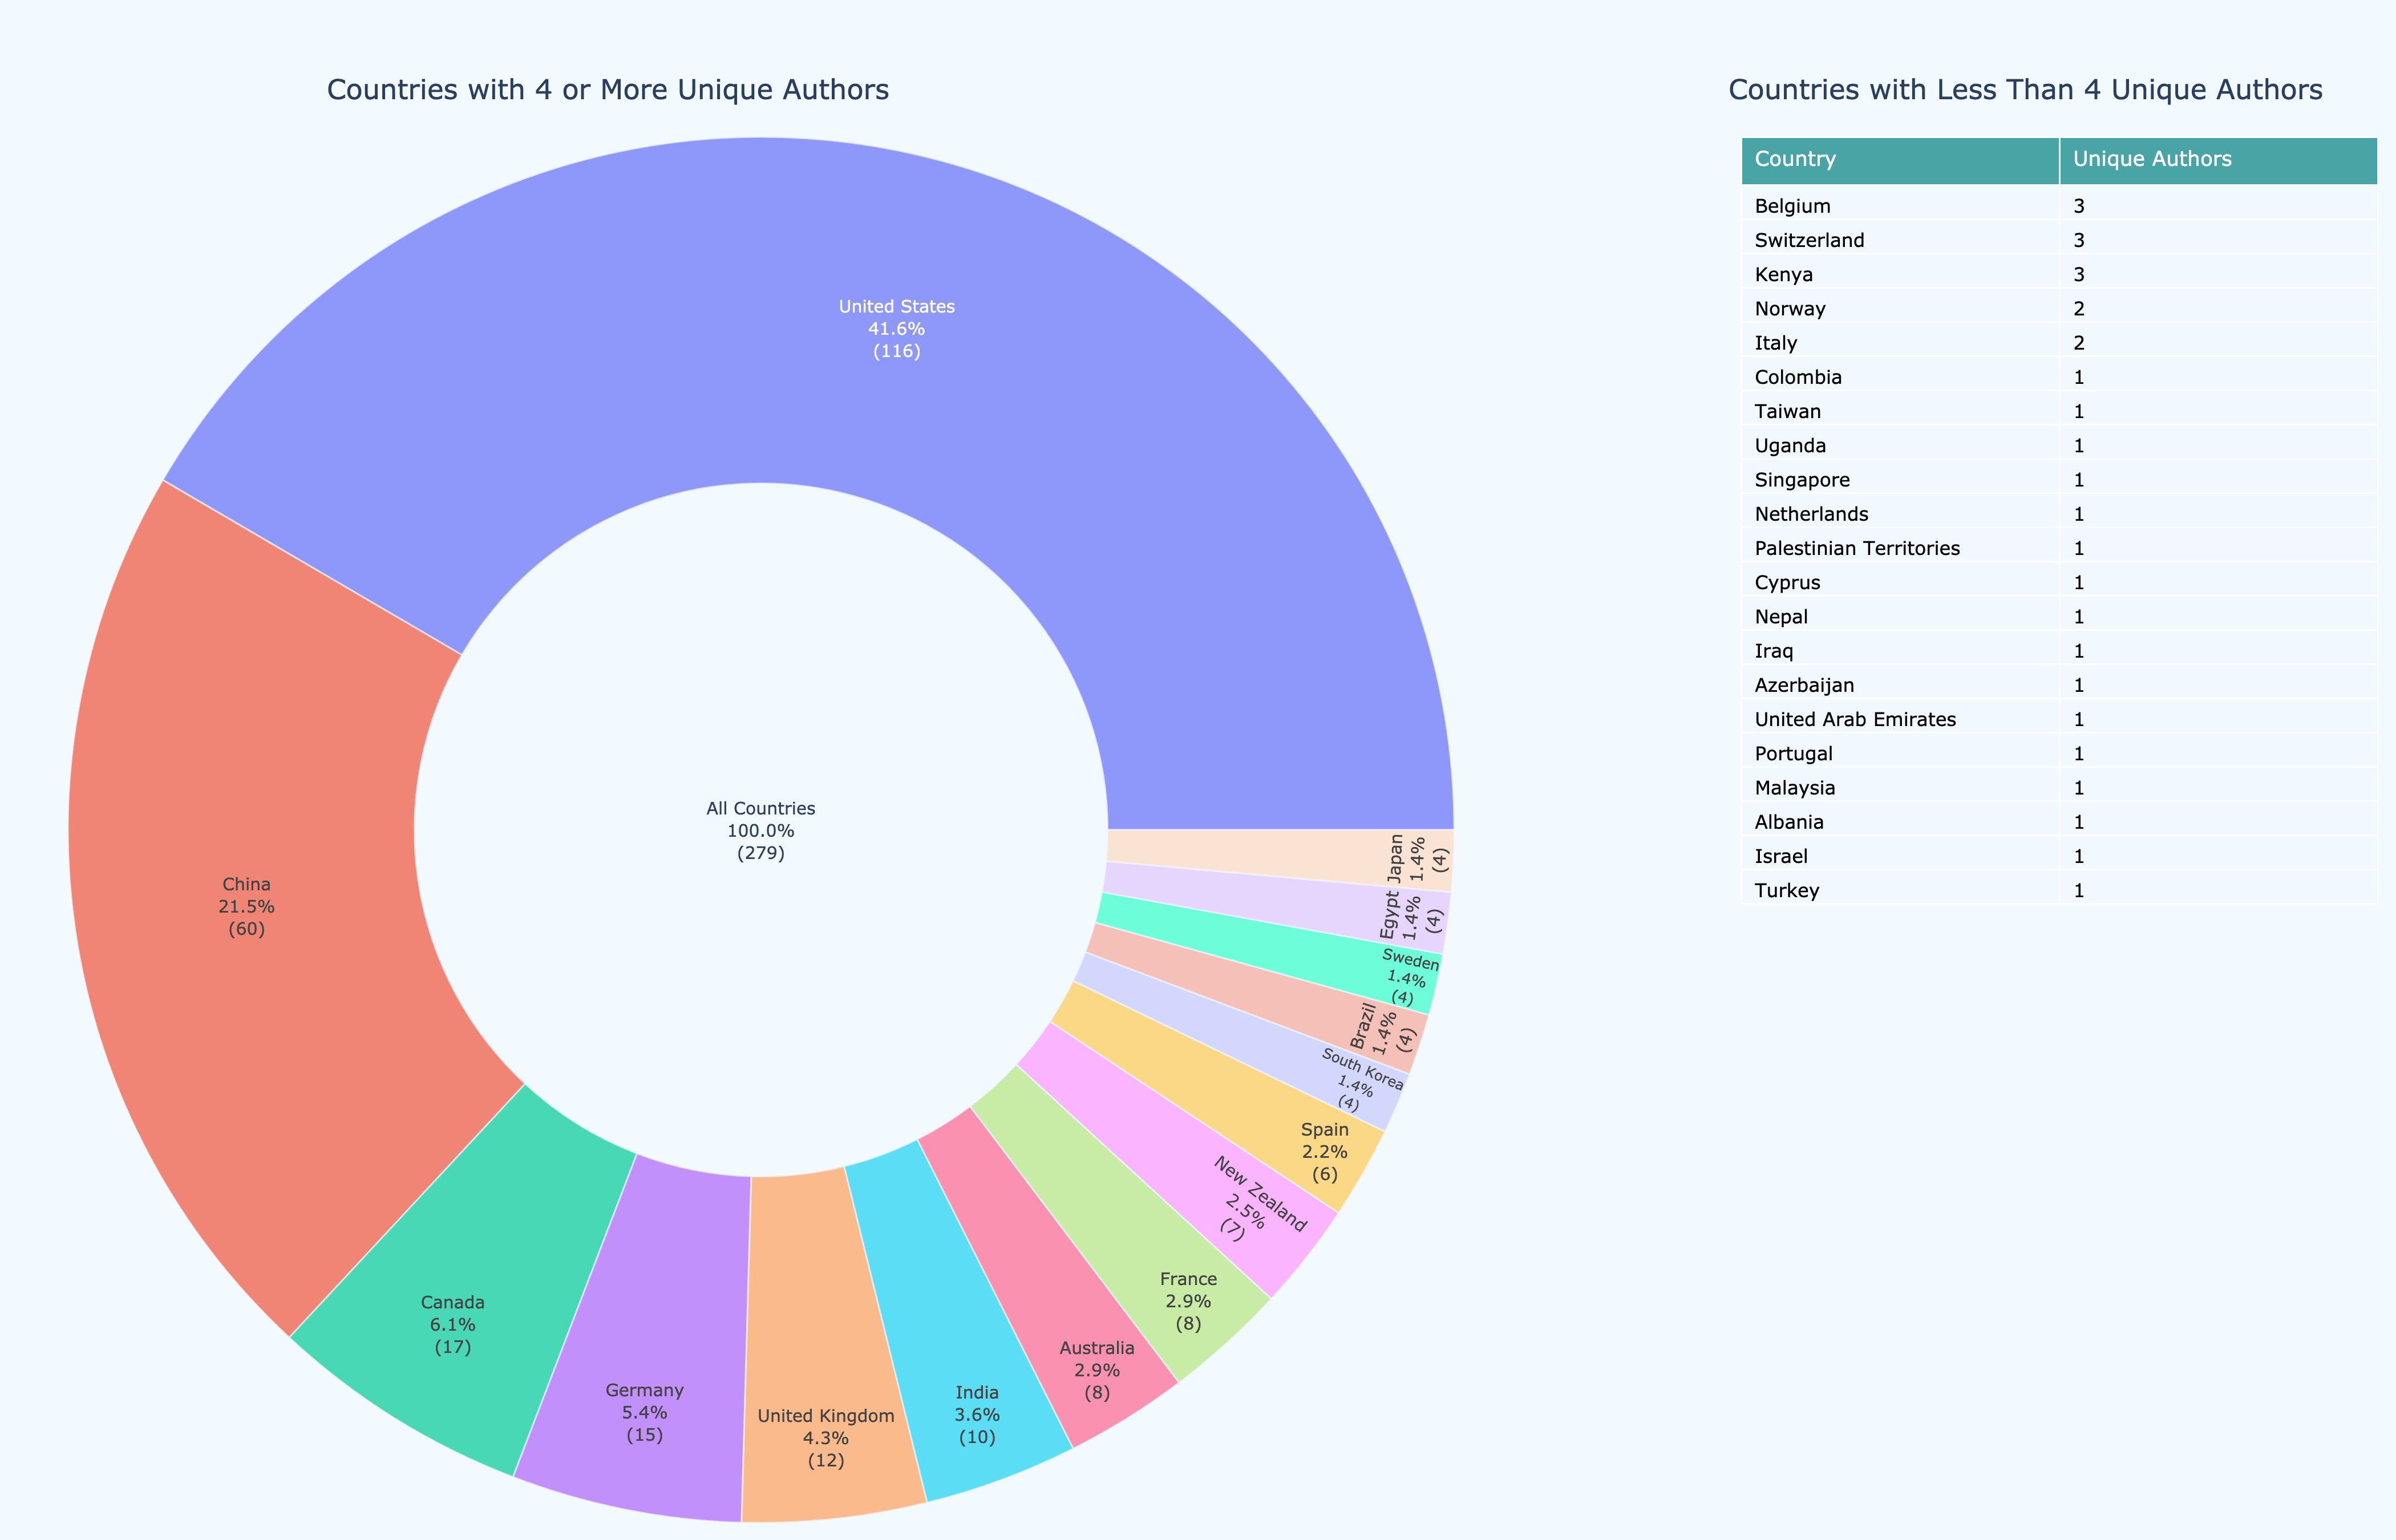 Countries with 4 or More Unique Authors
United States
41.6%
(116)
All Countries
100.0%
(279)
China
21.5%
(60)
Canada
6.1%
(17)
Germany
5.4%
(15)
United Kingdom
4.3%
(12)
India
3.6%
(10)
Australia
2.9%
(8)
France
2.9%
(8)
New Zealand
2.5%
(7)
Spain
2.2%
(6)
South Korea
1.4%
(4)
Brazil
1.4%
(4)
Sweden
1.4%
(4)
Egypt
1.4%
(4)
Japan
1.4%
(4)
Countries with Less Than 4 Unique Authors
Country Unique Authors
Belgium 3
Switzerland 3
Kenya 3
Norway 2
Italy 2
Colombia 1
Taiwan 1
Uganda 1
Singapore 1
Netherlands 1
Palestinian Territories 1
Cyprus 1
Nepal 1
Iraq 1
Azerbaijan 1
United Arab Emirates 1
Portugal 1
Malaysia 1
Albania 1
Israel 1
Turkey 1